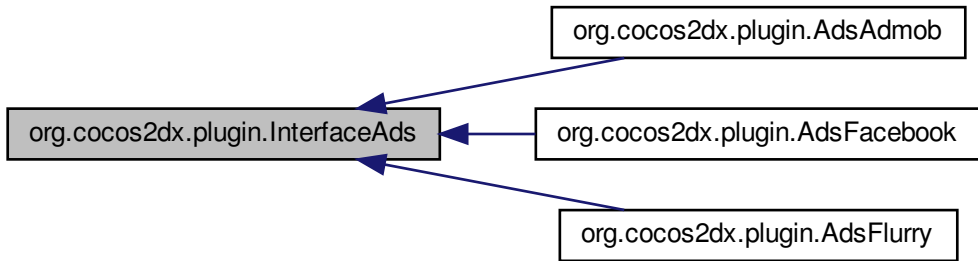 org.cocos2dx.plugin.AdsAdmob
org.cocos2dx.plugin.InterfaceAds
org.cocos2dx.plugin.AdsFacebook
org.cocos2dx.plugin.AdsFlurry